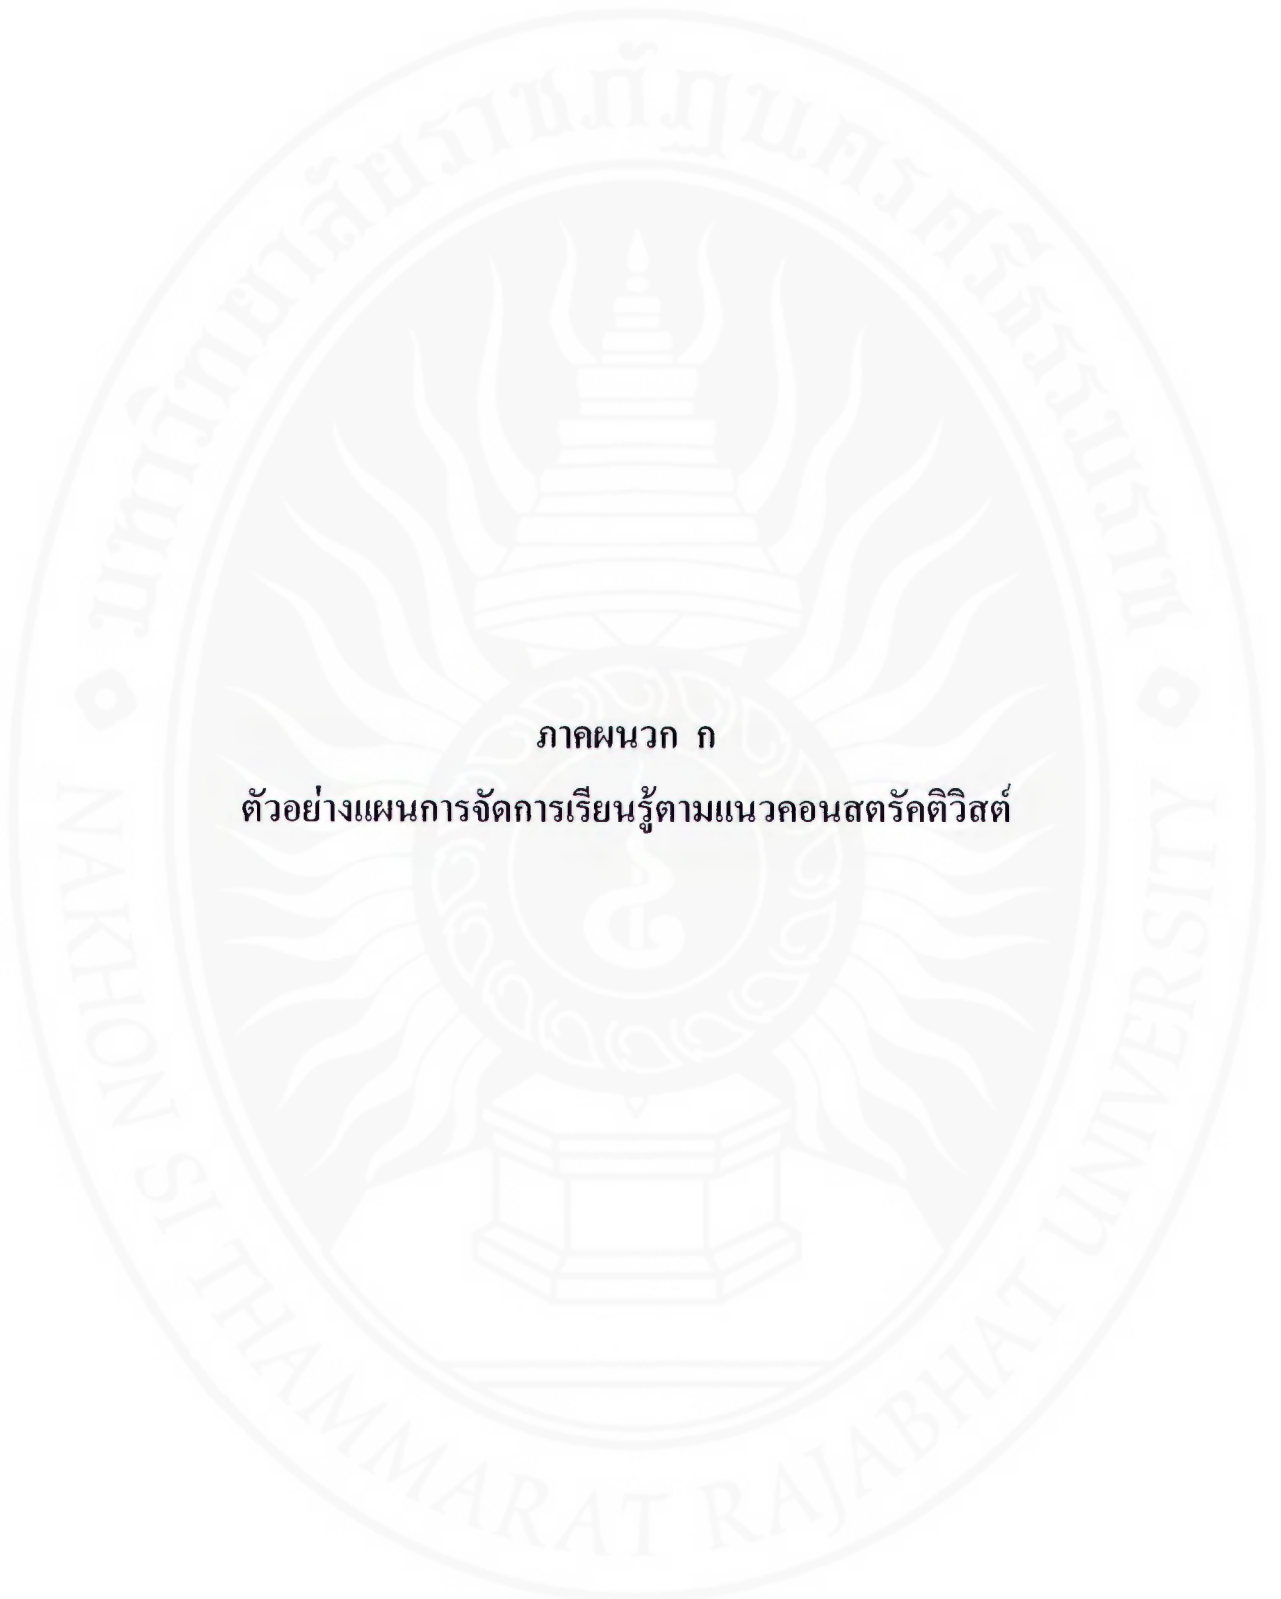 มหาวิทยาลัยราชภัฏนครศรีธรรมราช
ภาคผนวก ก
ตัวอย่างแผนการจัดการเรียนรู้ตามแนวคอนสตรัคติวิสต์
NAKHON SI THAMMARAT RAJABHAT UNIVERSITY